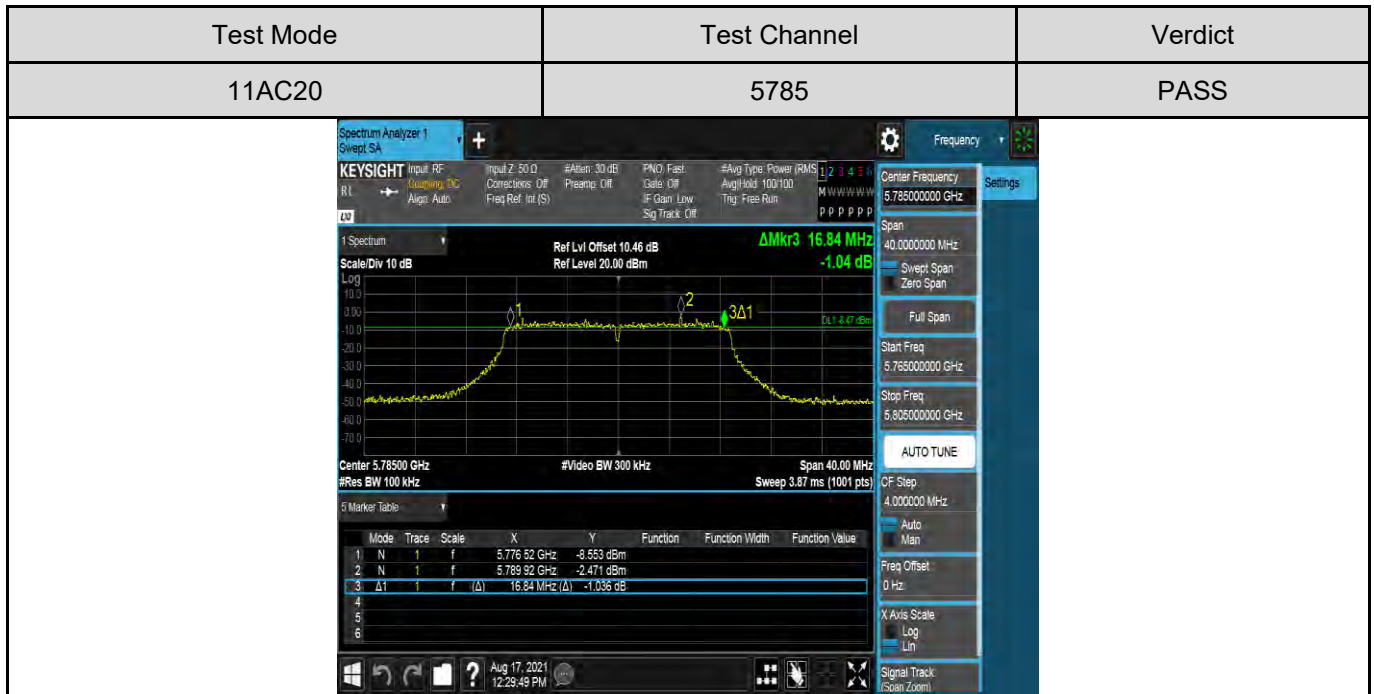 Test Mode Test Channel Verdict
11AC20 5785 PASS
Spectrum Analyzer 1
Swept SA
+
Frequency
KEYSIGHT Input: RF Input Z: 50 Ω #Atten: 30 dB PNO: Fast #Avg Type: Power (RMS 1 2 3 4 5 6
RL Coupling: DC Corrections: Off Preamp: Off Gate: Off Avg|Hold: 100/100 M W W W W W
Align: Auto Freq Ref: Int (S) IF Gain: Low Trig: Free Run
LXI Sig Track: Off P P P P P P
Center Frequency
5.785000000 GHz
Settings
Span
40.0000000 MHz
Swept Span
Zero Span
Full Span
Start Freq
5.765000000 GHz
Stop Freq
5.805000000 GHz
AUTO TUNE
CF Step
4.000000 MHz
Auto
Man
Freq Offset
0 Hz
X Axis Scale
Log
Lin
Signal Track
(Span Zoom)
1 Spectrum
Ref Lvl Offset 10.46 dB ΔMkr3 16.84 MHz
Scale/Div 10 dB Ref Level 20.00 dBm -1.04 dB
Log
10.0
0.00
-10.0
-20.0
-30.0
-40.0
-50.0
-60.0
-70.0
1
2
3Δ1
DL1 -8.47 dBm
Center 5.78500 GHz #Video BW 300 kHz Span 40.00 MHz
#Res BW 100 kHz Sweep 3.87 ms (1001 pts)
5 Marker Table
Mode Trace Scale X Y Function Function Width Function Value
1 N 1 f 5.776 52 GHz -8.553 dBm
2 N 1 f 5.789 92 GHz -2.471 dBm
3 Δ1 1 f (Δ) 16.84 MHz (Δ) -1.036 dB
4
5
6
? Aug 17, 2021
12:29:49 PM